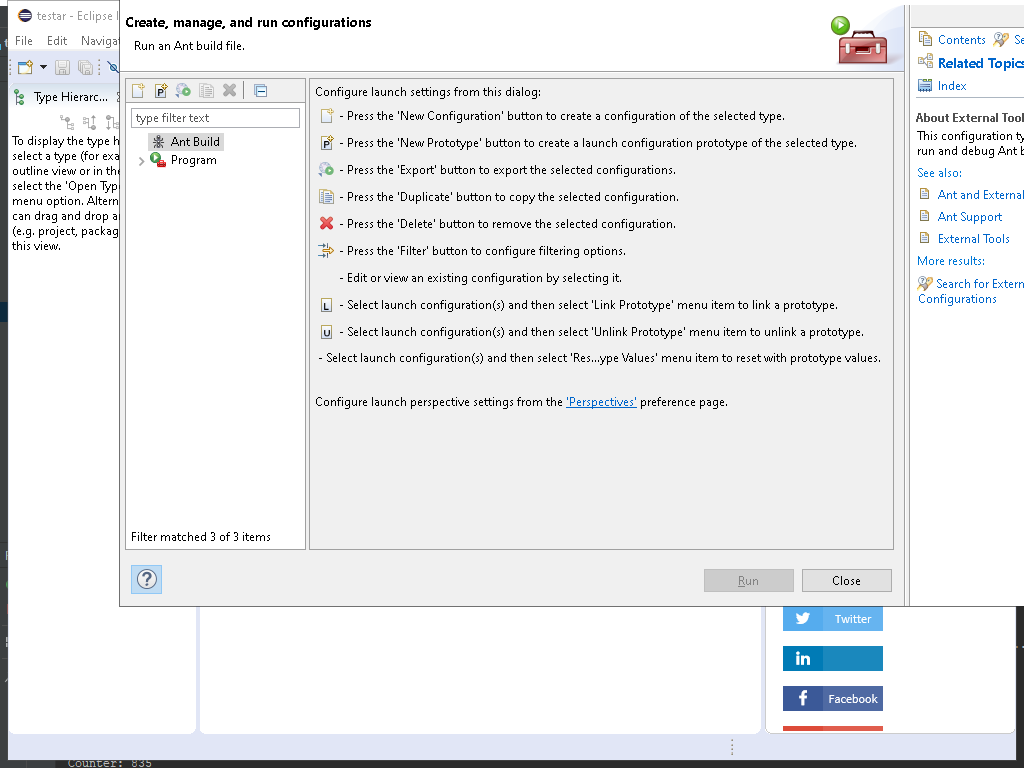 testar - Eclipse I
File Edit Navigat
Type Hierarc...
To display the type h
select a type (for exa
outline view or in the
select the 'Open Typ
menu option. Altern
can drag and drop a
(e.g. project, packag
this view.
Create, manage, and run configurations
Run an Ant build file.
type filter text
Ant Build
Program
Filter matched 3 of 3 items
Configure launch settings from this dialog:
- Press the 'New Configuration' button to create a configuration of the selected type.
- Press the 'New Prototype' button to create a launch configuration prototype of the selected type.
- Press the 'Export' button to export the selected configurations.
- Press the 'Duplicate' button to copy the selected configuration.
- Press the 'Delete' button to remove the selected configuration.
- Press the 'Filter' button to configure filtering options.
- Edit or view an existing configuration by selecting it.
L - Select launch configuration(s) and then select 'Link Prototype' menu item to link a prototype.
U - Select launch configuration(s) and then select 'Unlink Prototype' menu item to unlink a prototype.
- Select launch configuration(s) and then select 'Res...ype Values' menu item to reset with prototype values.
Configure launch perspective settings from the 'Perspectives' preference page.
Run Close
Contents Se
Related Topics
Index
About External Tool
This configuration ty
run and debug Ant b
See also:
Ant and External
Ant Support
External Tools
More results:
Search for Extern
Configurations
Twitter
in
Facebook
Counter: 835